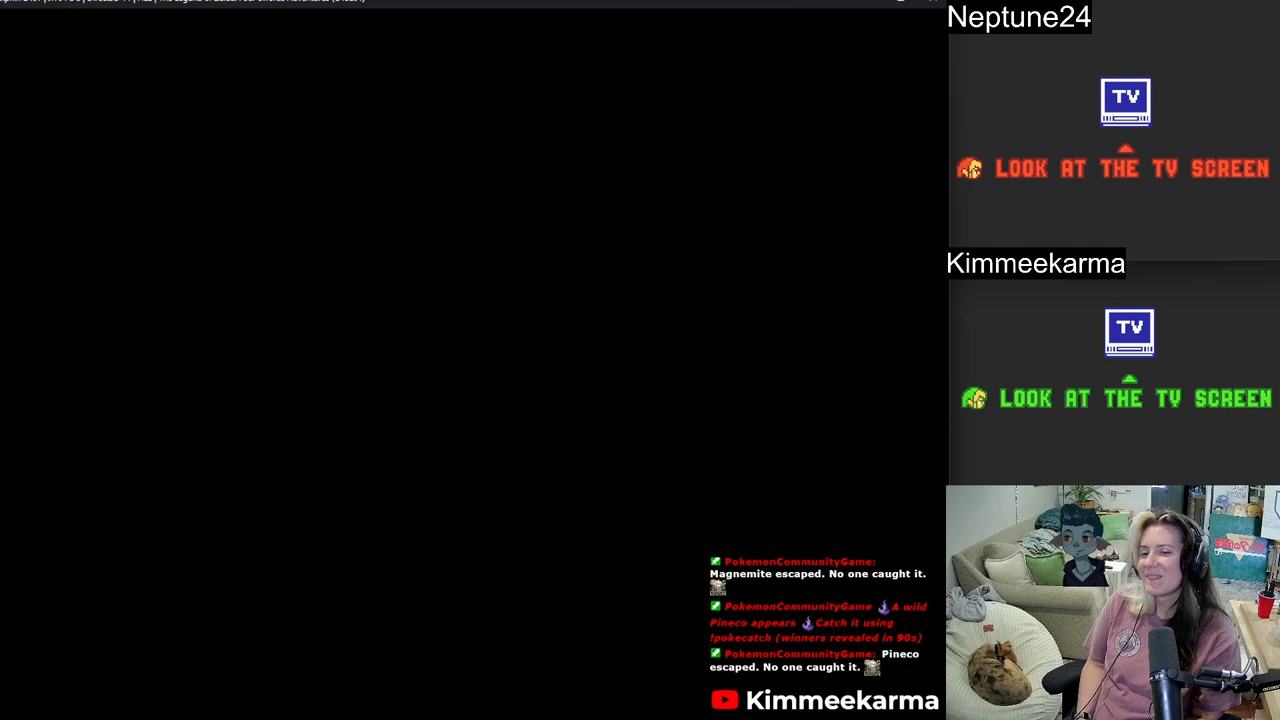 Neptune24
TV
LOOK AT THE TV SCREEN
Kimmeekarma
TV
LOOK AT THE TV SCREEN
PokemonCommunityGame:
Magnemite escaped. No one caught it.
PokemonCommunityGame A wild
Pineco appears Catch it using
!pokecatch (winners revealed in 90s)
PokemonCommunityGame: Pineco
escaped. No one caught it.
Kimmeekarma